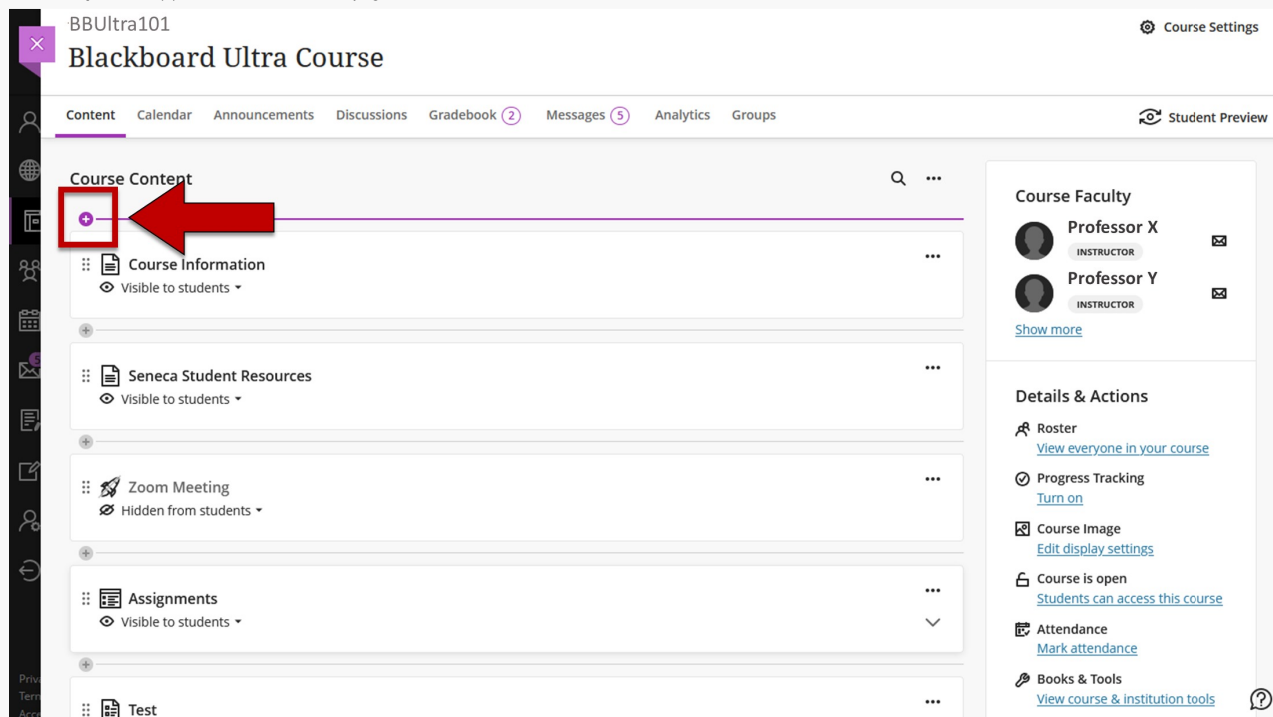 BBUltra101
Blackboard Ultra Course
Course Settings
Content Calendar Announcements Discussions Gradebook 2 Messages 5 Analytics Groups
Student Preview
Course Content
Course Information
Visible to students
Seneca Student Resources
Visible to students
Zoom Meeting
Hidden from students
Assignments
Visible to students
Test
Course Faculty
Professor X
INSTRUCTOR
Professor Y
INSTRUCTOR
Show more
Details & Actions
Roster
View everyone in your course
Progress Tracking
Turn on
Course Image
Edit display settings
Course is open
Students can access this course
Attendance
Mark attendance
Books & Tools
View course & institution tools
5